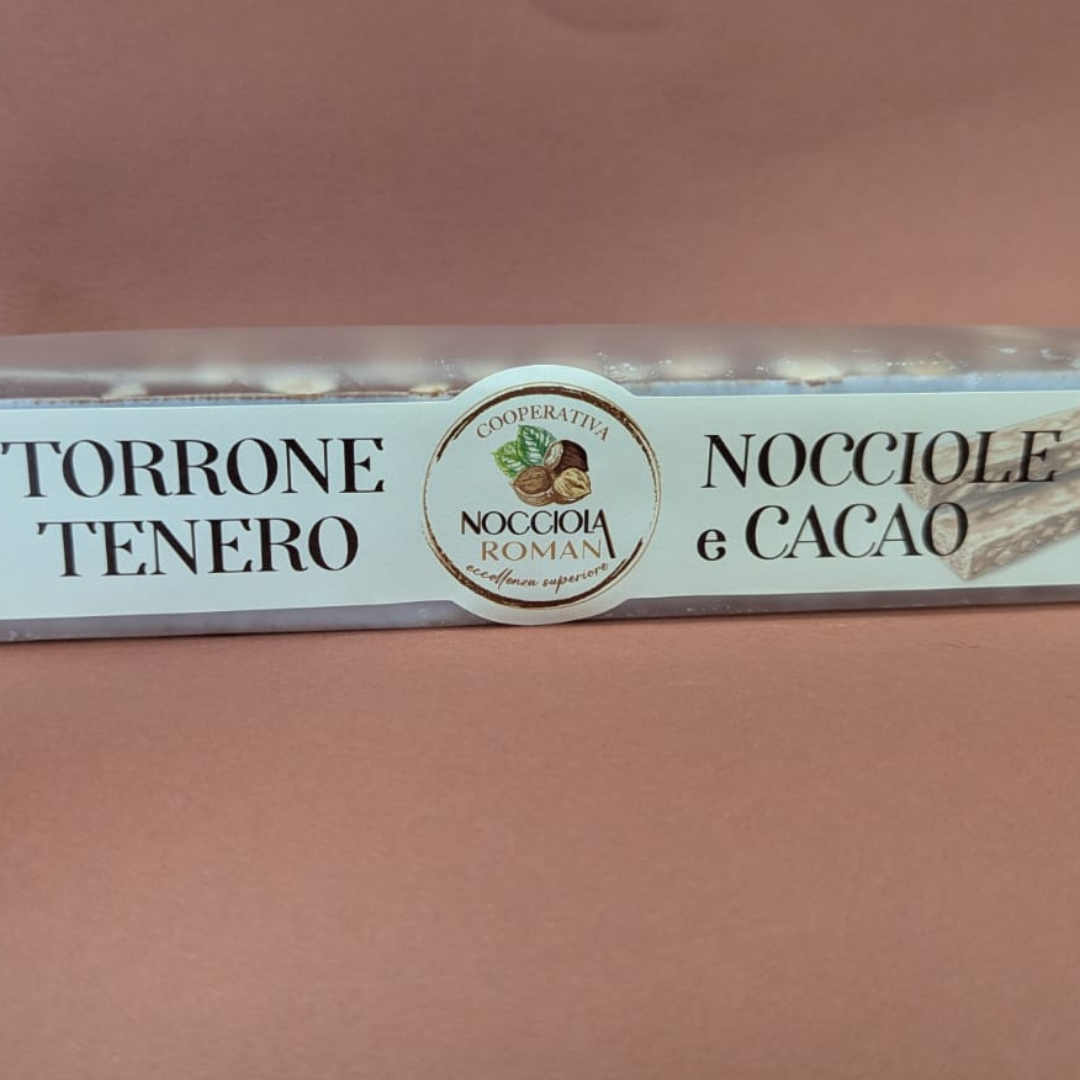 TORRONE
TENERO
COOPERATIVA
NOCCIOLA
ROMANA
eccellenza superiore
NOCCIOLE
e CACAO